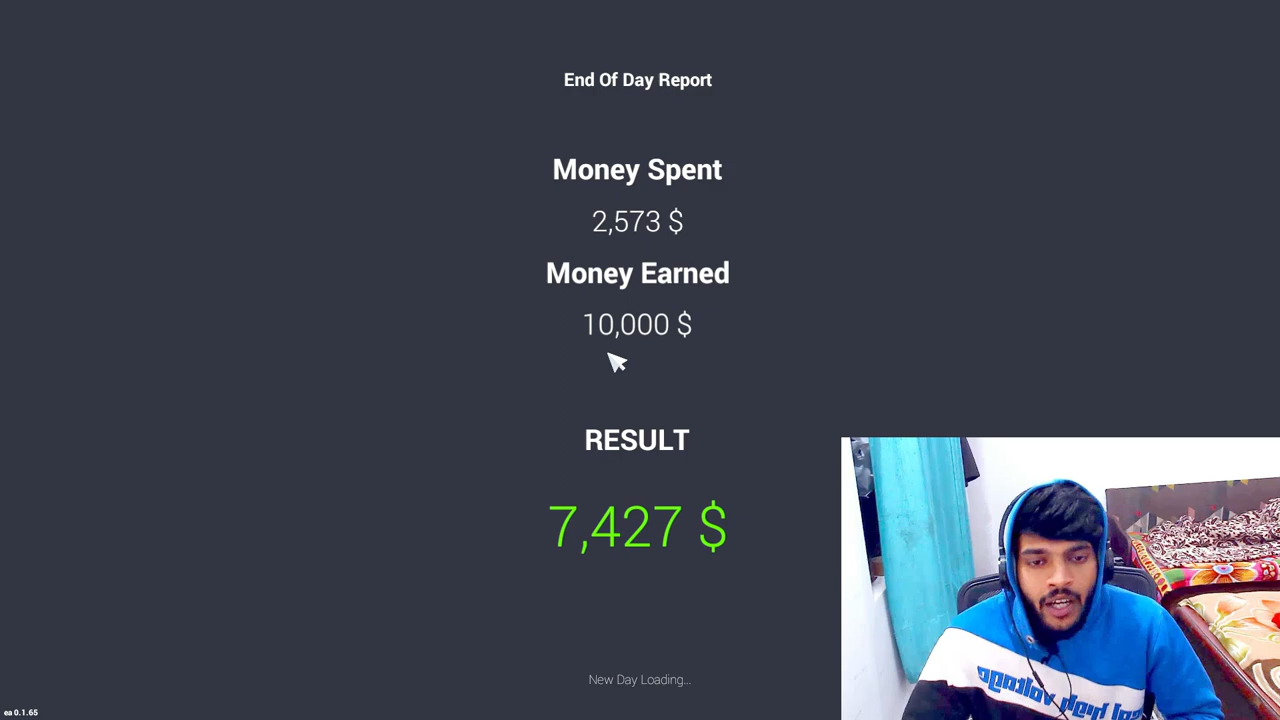 End Of Day Report
Money Spent
2,573 $
Money Earned
10,000 $
RESULT
7,427 $
New Day Loading...
ea 0.1.65